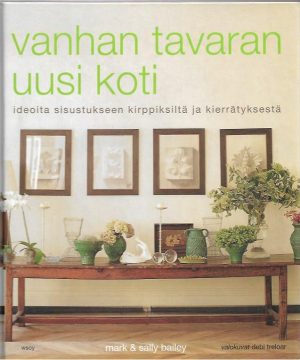 vanhan tavaran
uusi koti
ideoita sisustukseen kirppiksiltä ja kierrätyksestä
wsoy
mark & sally bailey
valokuvat debi treloar